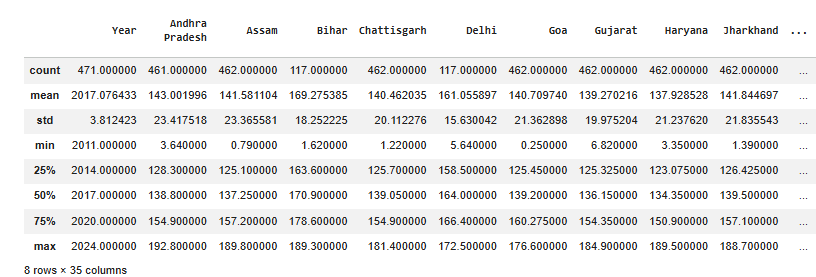 Year Andhra Pradesh Assam Bihar Chattisgarh Delhi Goa Gujarat Haryana Jharkhand ...
count 471.000000 461.000000 462.000000 117.000000 462.000000 117.000000 462.000000 462.000000 462.000000 462.000000 ...
mean 2017.076433 143.001996 141.581104 169.275385 140.462035 161.055897 140.709740 139.270216 137.928528 141.844697 ...
std 3.812423 23.417518 23.365581 18.252225 20.112276 15.630042 21.362898 19.975204 21.237620 21.835543 ...
min 2011.000000 3.640000 0.790000 1.620000 1.220000 5.640000 0.250000 6.820000 3.350000 1.390000 ...
25% 2014.000000 128.300000 125.100000 163.600000 125.700000 158.500000 125.450000 125.325000 123.075000 126.425000 ...
50% 2017.000000 138.800000 137.250000 170.900000 139.050000 164.000000 139.200000 136.150000 134.350000 139.500000 ...
75% 2020.000000 154.900000 157.200000 178.600000 154.900000 166.400000 160.275000 154.350000 150.900000 157.100000 ...
max 2024.000000 192.800000 189.800000 189.300000 181.400000 172.500000 176.600000 184.900000 189.500000 188.700000 ...
8 rows × 35 columns